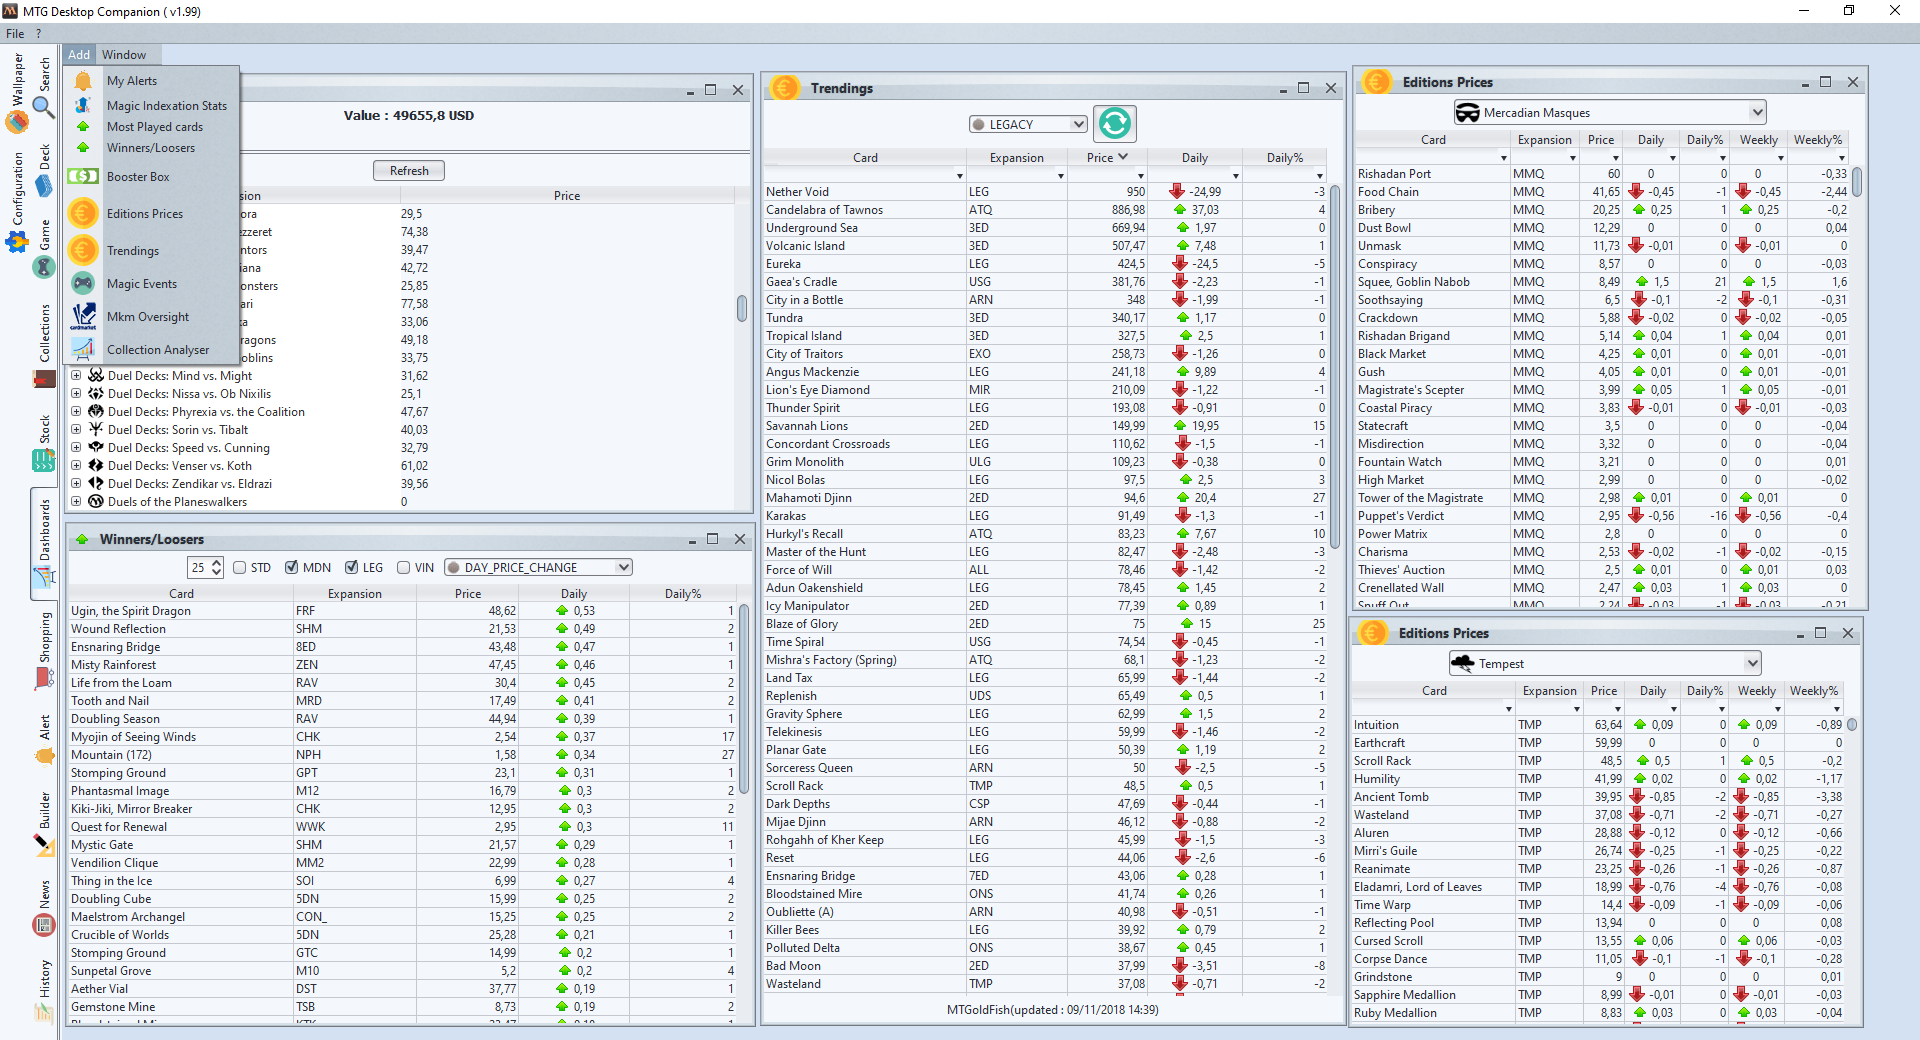 MTG Desktop Companion ( v1.99)
File ?
Wallpaper
Configuration
Search
Deck
Game
Collections
Stock
Dashboards
Shopping
Alert
Builder
News
History
Add Window
My Alerts
Magic Indexation Stats
Most Played cards
Winners/Loosers
Booster Box
Editions Prices
Trendings
Magic Events
Mkm Oversight
Collection Analyser
Value : 49655,8 USD
Refresh
sion Price
ora 29,5
ezzeret 74,38
ntors 39,47
iana 42,72
onsters 25,85
ari 77,58
ka 33,06
ragons 49,18
oblins 33,75
Duel Decks: Mind vs. Might 31,62
Duel Decks: Nissa vs. Ob Nixilis 25,1
Duel Decks: Phyrexia vs. the Coalition 47,67
Duel Decks: Sorin vs. Tibalt 40,03
Duel Decks: Speed vs. Cunning 32,79
Duel Decks: Venser vs. Koth 61,02
Duel Decks: Zendikar vs. Eldrazi 39,56
Duels of the Planeswalkers 0
Winners/Loosers
25 STD MDN LEG VIN DAY_PRICE_CHANGE
Card Expansion Price Daily Daily%
Ugin, the Spirit Dragon FRF 48,62 0,53 1
Wound Reflection SHM 21,53 0,49 2
Ensnaring Bridge 8ED 43,48 0,47 1
Misty Rainforest ZEN 47,45 0,46 1
Life from the Loam RAV 30,4 0,45 2
Tooth and Nail MRD 17,49 0,41 2
Doubling Season RAV 44,94 0,39 1
Myojin of Seeing Winds CHK 2,54 0,37 17
Mountain (172) NPH 1,58 0,34 27
Stomping Ground GPT 23,1 0,31 1
Phantasmal Image M12 16,79 0,3 2
Kiki-Jiki, Mirror Breaker CHK 12,95 0,3 2
Quest for Renewal WWK 2,95 0,3 11
Mystic Gate SHM 21,57 0,29 1
Vendilion Clique MM2 22,99 0,28 1
Thing in the Ice SOI 6,99 0,27 4
Doubling Cube 5DN 15,99 0,25 2
Maelstrom Archangel CON_ 15,25 0,25 2
Crucible of Worlds 5DN 25,28 0,21 1
Stomping Ground GTC 14,99 0,2 1
Sunpetal Grove M10 5,2 0,2 4
Aether Vial DST 37,77 0,19 1
Gemstone Mine TSB 8,73 0,19 2
Trendings
LEGACY
Card Expansion Price Daily Daily%
Nether Void LEG 950 -24,99 -3
Candelabra of Tawnos ATQ 886,98 37,03 4
Underground Sea 3ED 669,94 1,97 0
Volcanic Island 3ED 507,47 7,48 1
Eureka LEG 424,5 -24,5 -5
Gaea's Cradle USG 381,76 -2,23 -1
City in a Bottle ARN 348 -1,99 -1
Tundra 3ED 340,17 1,17 0
Tropical Island 3ED 327,5 2,5 1
City of Traitors EXO 258,73 -1,26 0
Angus Mackenzie LEG 241,18 9,89 4
Lion's Eye Diamond MIR 210,09 -1,22 -1
Thunder Spirit LEG 193,08 -0,91 0
Savannah Lions 2ED 149,99 19,95 15
Concordant Crossroads LEG 110,62 -1,5 -1
Grim Monolith ULG 109,23 -0,38 0
Nicol Bolas LEG 97,5 2,5 3
Mahamoti Djinn 2ED 94,6 20,4 27
Karakas LEG 91,49 -1,3 -1
Hurkyl's Recall ATQ 83,23 7,67 10
Master of the Hunt LEG 82,47 -2,48 -3
Force of Will ALL 78,46 -1,42 -2
Adun Oakenshield LEG 78,45 1,45 2
Icy Manipulator 2ED 77,39 0,89 1
Blaze of Glory 2ED 75 15 25
Time Spiral USG 74,54 -0,45 -1
Mishra's Factory (Spring) ATQ 68,1 -1,23 -2
Land Tax LEG 65,99 -1,44 -2
Replenish UDS 65,49 0,5 1
Gravity Sphere LEG 62,99 1,5 2
Telekinesis LEG 59,99 -1,46 -2
Planar Gate LEG 50,39 1,19 2
Sorceress Queen ARN 50 -2,5 -5
Scroll Rack TMP 48,5 0,5 1
Dark Depths CSP 47,69 -0,44 -1
Mijae Djinn ARN 46,12 -0,88 -2
Rohgahh of Kher Keep LEG 45,99 -1,5 -3
Reset LEG 44,06 -2,6 -6
Ensnaring Bridge 7ED 43,06 0,28 1
Bloodstained Mire ONS 41,74 0,26 1
Oubliette (A) ARN 40,98 -0,51 -1
Killer Bees LEG 39,92 0,79 2
Polluted Delta ONS 38,67 0,45 1
Bad Moon 2ED 37,99 -3,51 -8
Wasteland TMP 37,08 -0,71 -2
MTGoldFish(updated : 09/11/2018 14:39)
Editions Prices
Mercadian Masques
Card Expansion Price Daily Daily% Weekly Weekly%
Rishadan Port MMQ 60 0 0 0 -0,33
Food Chain MMQ 41,65 -0,45 -1 -0,45 -2,44
Bribery MMQ 20,25 0,25 1 0,25 -0,2
Dust Bowl MMQ 12,29 0 0 0 0,04
Unmask MMQ 11,73 -0,01 0 -0,01 0
Conspiracy MMQ 8,57 0 0 0 -0,03
Squee, Goblin Nabob MMQ 8,49 1,5 21 1,5 1,6
Soothsaying MMQ 6,5 -0,1 -2 -0,1 -0,31
Crackdown MMQ 5,88 -0,02 0 -0,02 -0,05
Rishadan Brigand MMQ 5,14 0,04 1 0,04 0,01
Black Market MMQ 4,25 0,01 0 0,01 -0,01
Gush MMQ 4,05 0,01 0 0,01 -0,01
Magistrate's Scepter MMQ 3,99 0,05 1 0,05 -0,01
Coastal Piracy MMQ 3,83 -0,01 0 -0,01 -0,03
Statecraft MMQ 3,5 0 0 0 -0,04
Misdirection MMQ 3,32 0 0 0 -0,04
Fountain Watch MMQ 3,21 0 0 0 0,01
High Market MMQ 2,99 0 0 0 -0,02
Tower of the Magistrate MMQ 2,98 0,01 0 0,01 0
Puppet's Verdict MMQ 2,95 -0,56 -16 -0,56 -0,4
Power Matrix MMQ 2,8 0 0 0 0
Charisma MMQ 2,53 -0,02 -1 -0,02 -0,15
Thieves' Auction MMQ 2,5 0,01 0 0,01 0,03
Crenellated Wall MMQ 2,47 0,03 1 0,03 0
Snuff Out MMQ 2,24 -0,03 -1 -0,03 -0,21
Editions Prices
Tempest
Card Expansion Price Daily Daily% Weekly Weekly%
Intuition TMP 63,64 0,09 0 0,09 -0,89
Earthcraft TMP 59,99 0 0 0 0
Scroll Rack TMP 48,5 0,5 1 0,5 -0,2
Humility TMP 41,99 0,02 0 0,02 -1,17
Ancient Tomb TMP 39,95 -0,85 -2 -0,85 -3,38
Wasteland TMP 37,08 -0,71 -2 -0,71 -0,27
Aluren TMP 28,88 -0,12 0 -0,12 -0,66
Mirri's Guile TMP 26,74 -0,25 -1 -0,25 -0,22
Reanimate TMP 23,25 -0,26 -1 -0,26 -0,87
Eladamri, Lord of Leaves TMP 18,99 -0,76 -4 -0,76 -0,08
Time Warp TMP 14,4 -0,09 -1 -0,09 -0,06
Reflecting Pool TMP 13,94 0 0 0 0,08
Cursed Scroll TMP 13,55 0,06 0 0,06 -0,03
Corpse Dance TMP 11,05 -0,1 -1 -0,1 -0,28
Grindstone TMP 9 0 0 0 0,01
Sapphire Medallion TMP 8,99 -0,01 0 -0,01 -0,03
Ruby Medallion TMP 8,83 0,03 0 0,03 -0,04